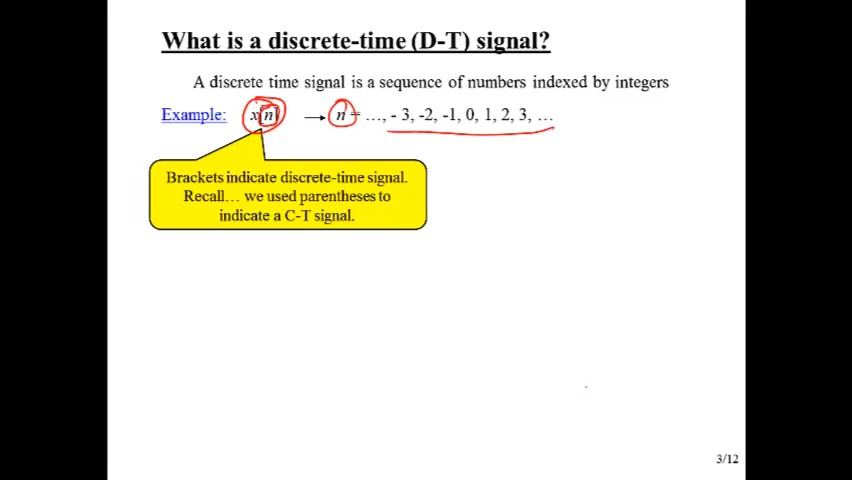 What is a discrete-time (D-T) signal?
A discrete time signal is a sequence of numbers indexed by integers
Example: x[n] → n = …, - 3, -2, -1, 0, 1, 2, 3, …
Brackets indicate discrete-time signal.
Recall… we used parentheses to
indicate a C-T signal.
3/12